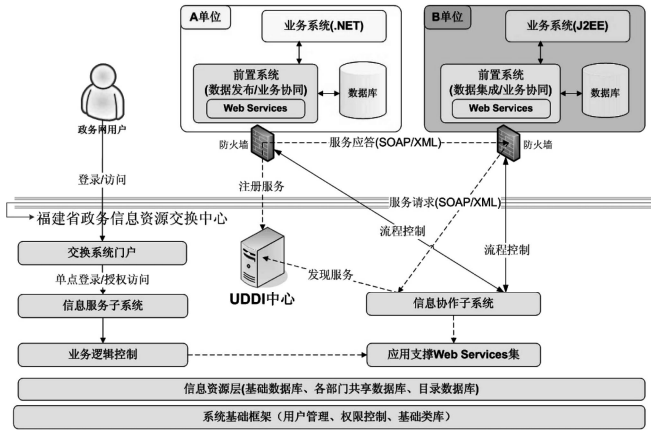 A单位
业务系统(.NET)
前置系统
(数据发布/业务协同)
Web Services
数据库
B单位
业务系统(J2EE)
前置系统
(数据集成/业务协同)
Web Services
数据库
政务网用户
防火墙
服务应答(SOAP/XML)
防火墙
登录/访问
注册服务
服务请求(SOAP/XML)
福建省政务信息资源交换中心
流程控制
流程控制
交换系统门户
单点登录/授权访问
发现服务
UDDI中心
信息服务子系统
信息协作子系统
业务逻辑控制
应用支撑Web Services集
信息资源层(基础数据库、各部门共享数据库、目录数据库)
系统基础框架（用户管理、权限控制、基础类库）